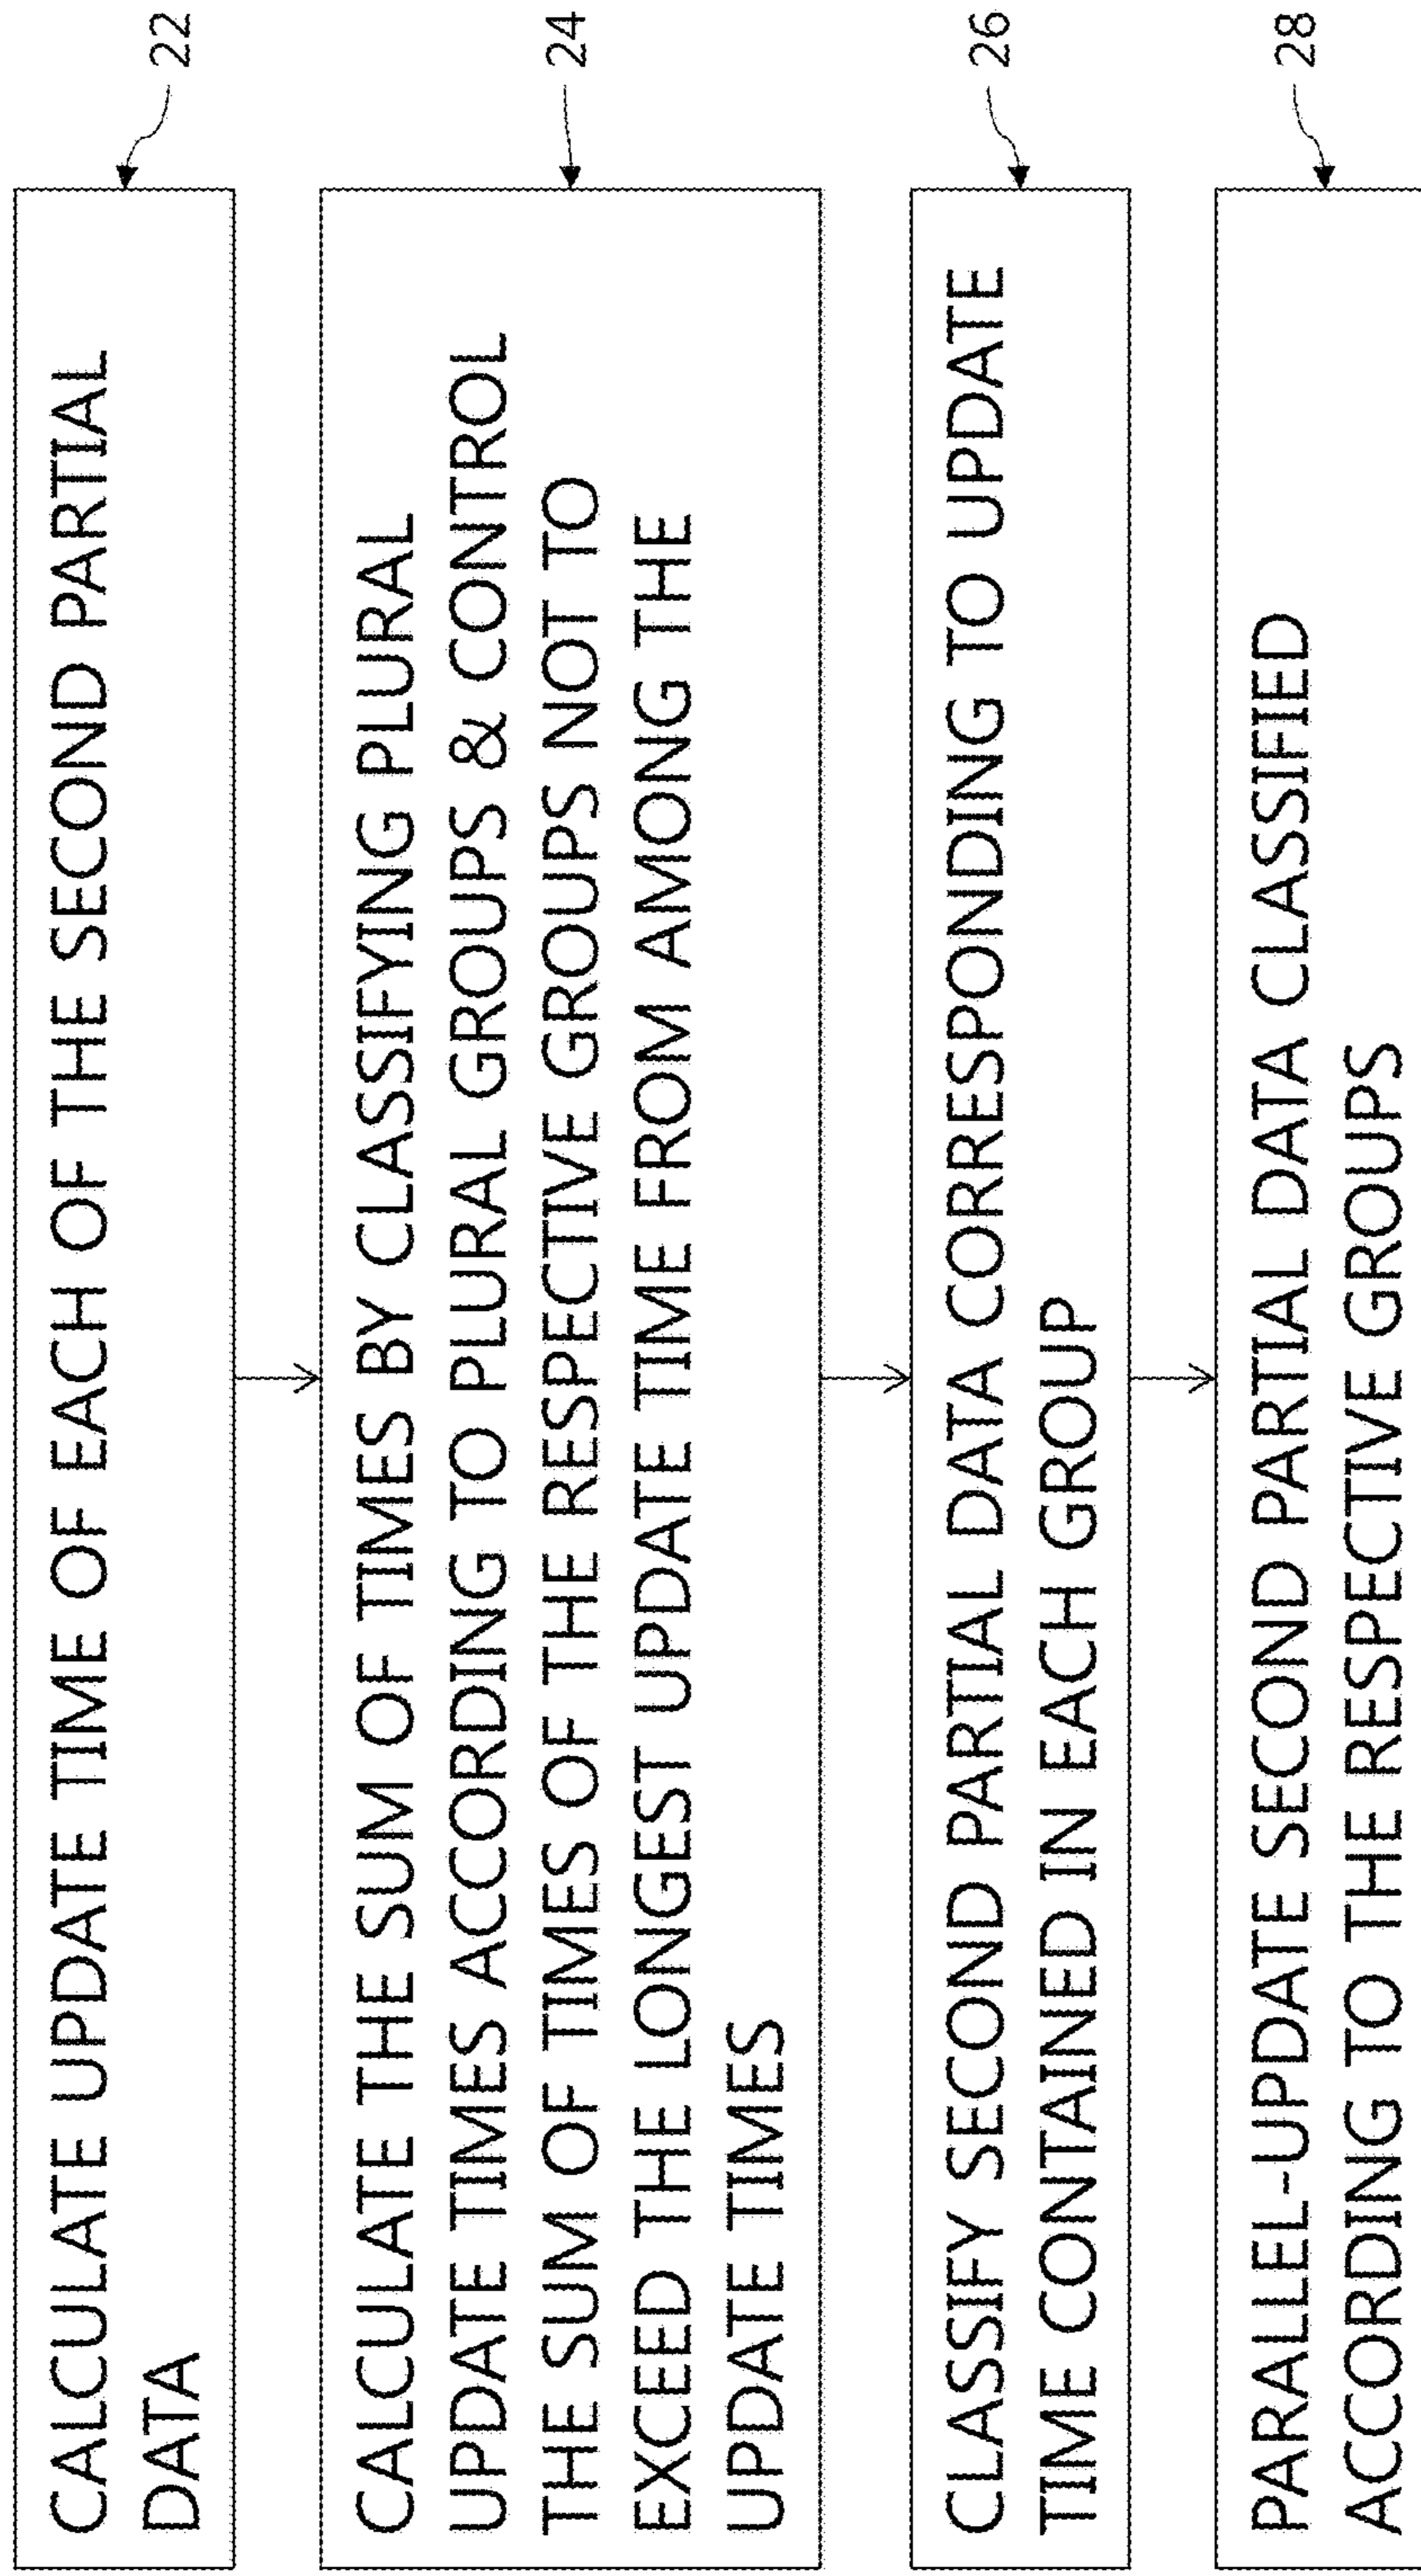 CALCULATE UPDATE TIME OF EACH OF THE SECOND PARTIAL
DATA
22
CALCULATE THE SUM OF TIMES BY CLASSIFYING PLURAL
UPDATE TIMES ACCORDING TO PLURAL GROUPS & CONTROL
THE SUM OF TIMES OF THE RESPECTIVE GROUPS NOT TO
EXCEED THE LONGEST UPDATE TIME FROM AMONG THE
UPDATE TIMES
24
CLASSIFY SECOND PARTIAL DATA CORRESPONDING TO UPDATE
TIME CONTAINED IN EACH GROUP
26
PARALLEL-UPDATE SECOND PARTIAL DATA CLASSIFIED
ACCORDING TO THE RESPECTIVE GROUPS
28